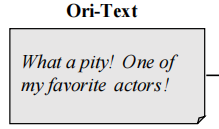 Ori-Text
What a pity! One of
my favorite actors!